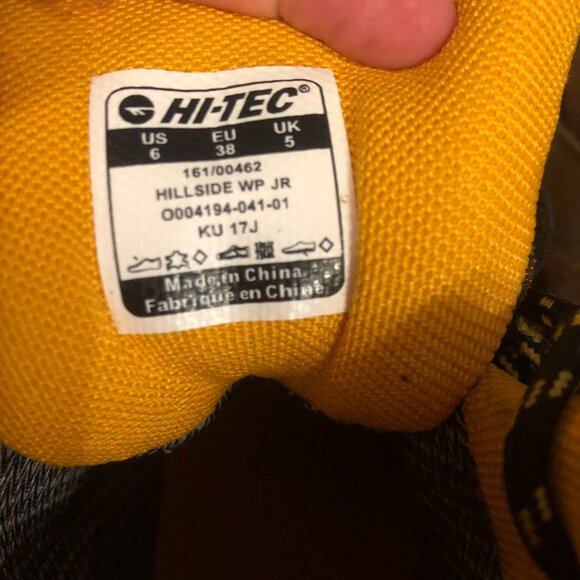 HI-TEC®
US EU UK
6 38 5
161/00462
HILLSIDE WP JR
O004194-041-01
KU 17J
Made in China
Fabriqué en Chine